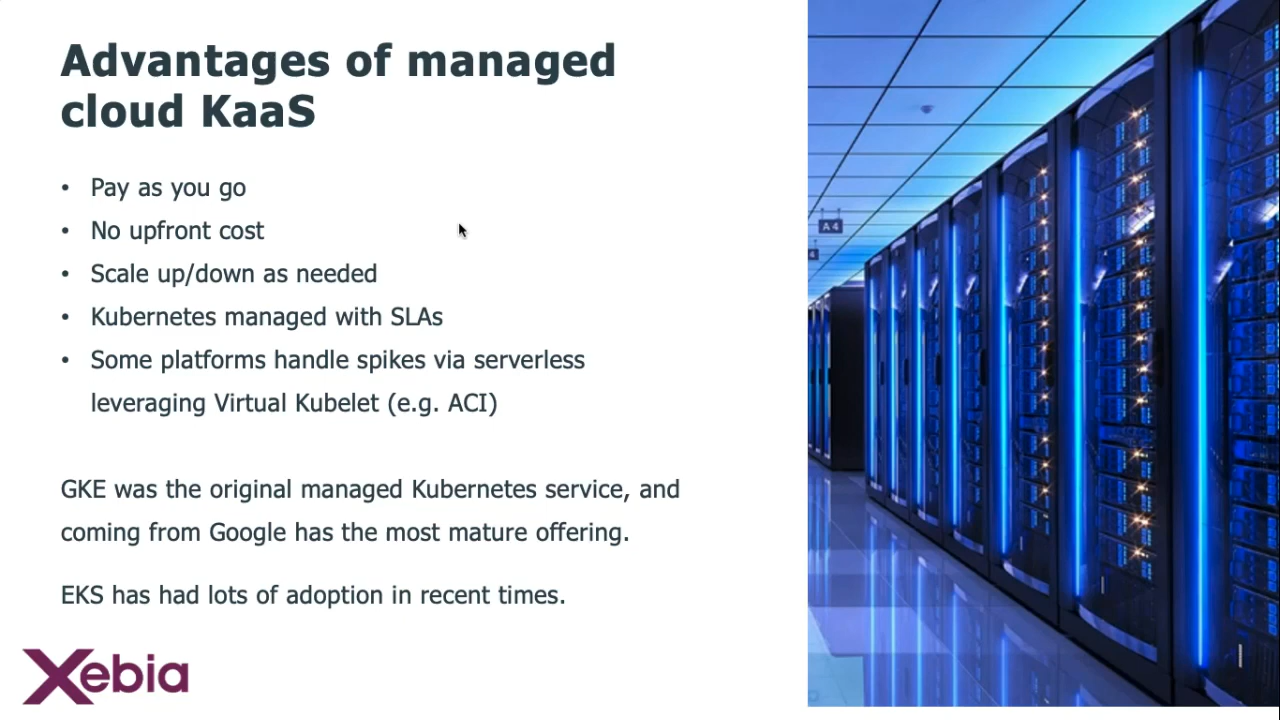 Advantages of managed
cloud KaaS
• Pay as you go
• No upfront cost
• Scale up/down as needed
• Kubernetes managed with SLAs
• Some platforms handle spikes via serverless
leveraging Virtual Kubelet (e.g. ACI)
GKE was the original managed Kubernetes service, and
coming from Google has the most mature offering.
EKS has had lots of adoption in recent times.
Xebia
A4
4